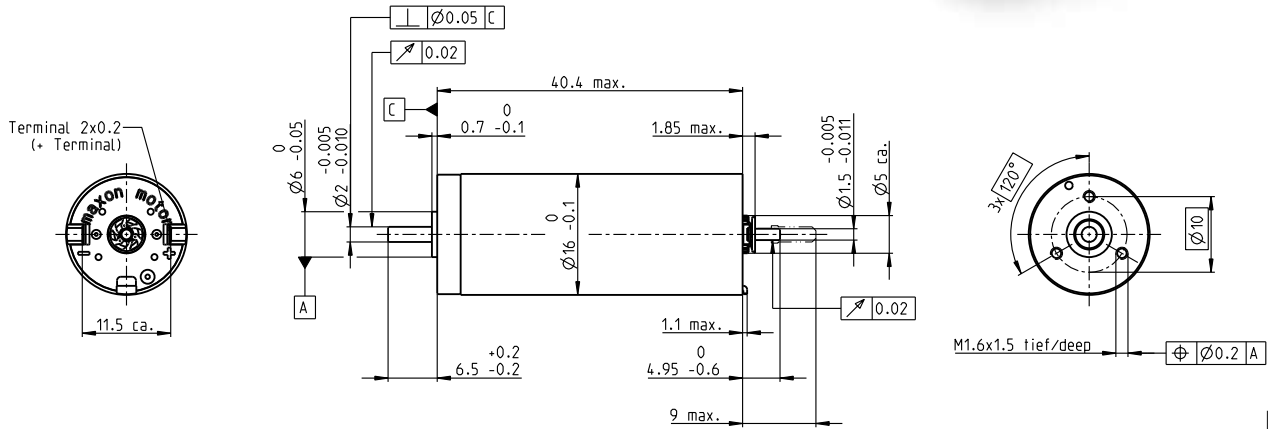 ⊥ Ø0.05 C
↗ 0.02
40.4 max.
C
0
0.7 -0.1
1.85 max.
Terminal 2x0.2
(+ Terminal)
maxon motor
- +
11.5 ca.
0
Ø6 -0.05
-0.005
Ø2 -0.010
A
0
Ø16 -0.1
-0.005
Ø1.5 -0.011
Ø5 ca.
↗ 0.02
1.1 max.
+0.2
6.5 -0.2
0
4.95 -0.6
9 max.
3x 120°
Ø10
M1.6x1.5 tief/deep
⌖ Ø0.2 A